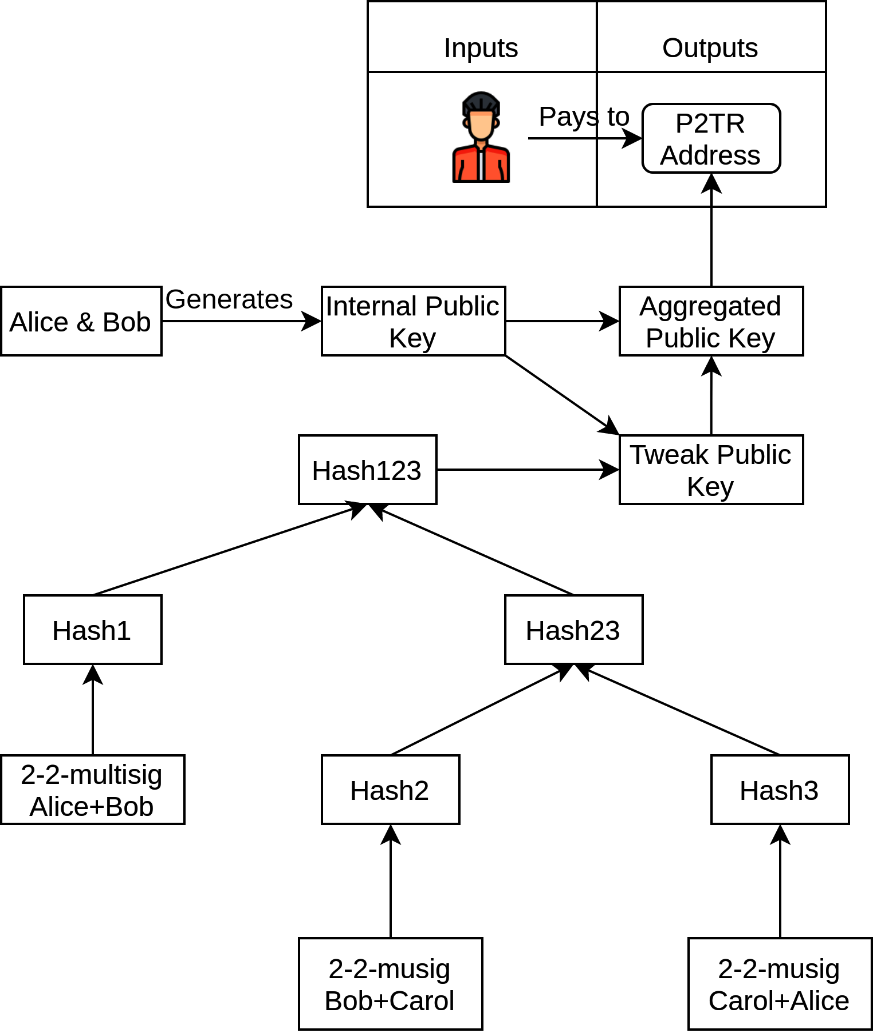 Inputs
Outputs
Pays to
P2TR
Address
Alice & Bob
Generates
Internal Public
Key
Aggregated
Public Key
Hash123
Tweak Public
Key
Hash1
Hash23
2-2-multisig
Alice+Bob
Hash2
Hash3
2-2-musig
Bob+Carol
2-2-musig
Carol+Alice